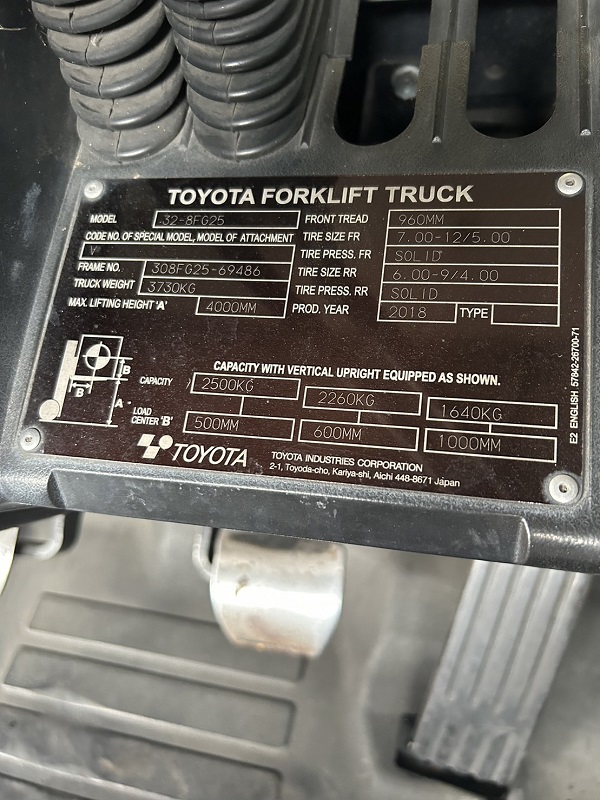 TOYOTA FORKLIFT TRUCK
MODEL 32-8FG25 FRONT TREAD 960MM
CODE NO. OF SPECIAL MODEL, MODEL OF ATTACHMENT TIRE SIZE FR 7.00-12/5.00
V TIRE PRESS. FR SOLID
FRAME NO. 308FG25-69486 TIRE SIZE RR 6.00-9/4.00
TRUCK WEIGHT 3730KG TIRE PRESS. RR SOLID
MAX. LIFTING HEIGHT 'A' 4000MM PROD. YEAR 2018 TYPE
CAPACITY WITH VERTICAL UPRIGHT EQUIPPED AS SHOWN.
B
B
A
CAPACITY 2500KG 2260KG 1640KG
LOAD CENTER 'B' 500MM 600MM 1000MM
TOYOTA
TOYOTA INDUSTRIES CORPORATION
2-1, Toyoda-cho, Kariya-shi, Aichi 448-8671 Japan
E2 ENGLISH 57842-26700-71